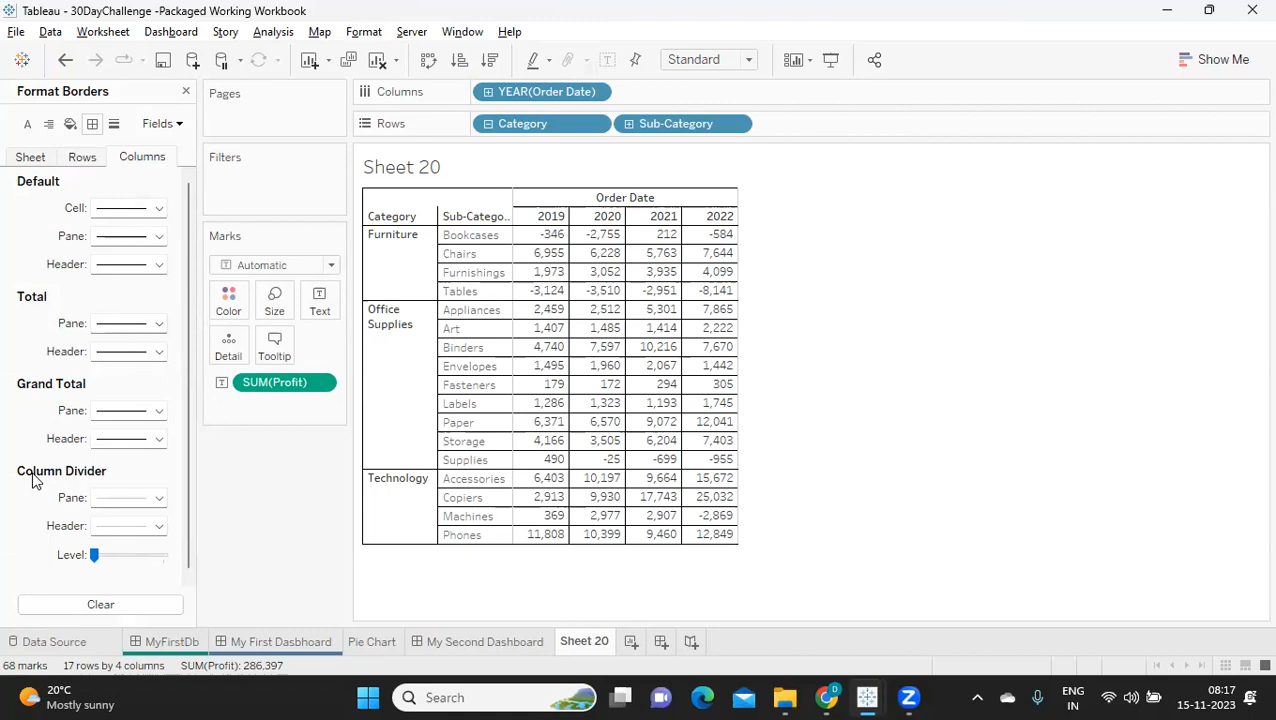 Tableau - 30DayChallenge -Packaged Working Workbook
File Data Worksheet Dashboard Story Analysis Map Format Server Window Help
Standard
Show Me
Format Borders
Fields
Sheet Rows Columns
Default
Cell:
Pane:
Header:
Total
Pane:
Header:
Grand Total
Pane:
Header:
Column Divider
Pane:
Header:
Level:
Clear
Pages
Filters
Marks
Automatic
Color Size Text
Detail Tooltip
SUM(Profit)
Columns YEAR(Order Date)
Rows Category Sub-Category
Sheet 20
Order Date
Category Sub-Catego.. 2019 2020 2021 2022
Furniture Bookcases -346 -2,755 212 -584
Chairs 6,955 6,228 5,763 7,644
Furnishings 1,973 3,052 3,935 4,099
Tables -3,124 -3,510 -2,951 -8,141
Office Supplies Appliances 2,459 2,512 5,301 7,865
Art 1,407 1,485 1,414 2,222
Binders 4,740 7,597 10,216 7,670
Envelopes 1,495 1,960 2,067 1,442
Fasteners 179 172 294 305
Labels 1,286 1,323 1,193 1,745
Paper 6,371 6,570 9,072 12,041
Storage 4,166 3,505 6,204 7,403
Supplies 490 -25 -699 -955
Technology Accessories 6,403 10,197 9,664 15,672
Copiers 2,913 9,930 17,743 25,032
Machines 369 2,977 2,907 -2,869
Phones 11,808 10,399 9,460 12,849
Data Source MyFirstDb My First Dasbhoard Pie Chart My Second Dashboard Sheet 20
68 marks 17 rows by 4 columns SUM(Profit): 286,397
20°C
Mostly sunny
Search
ENG
IN
08:17
15-11-2023